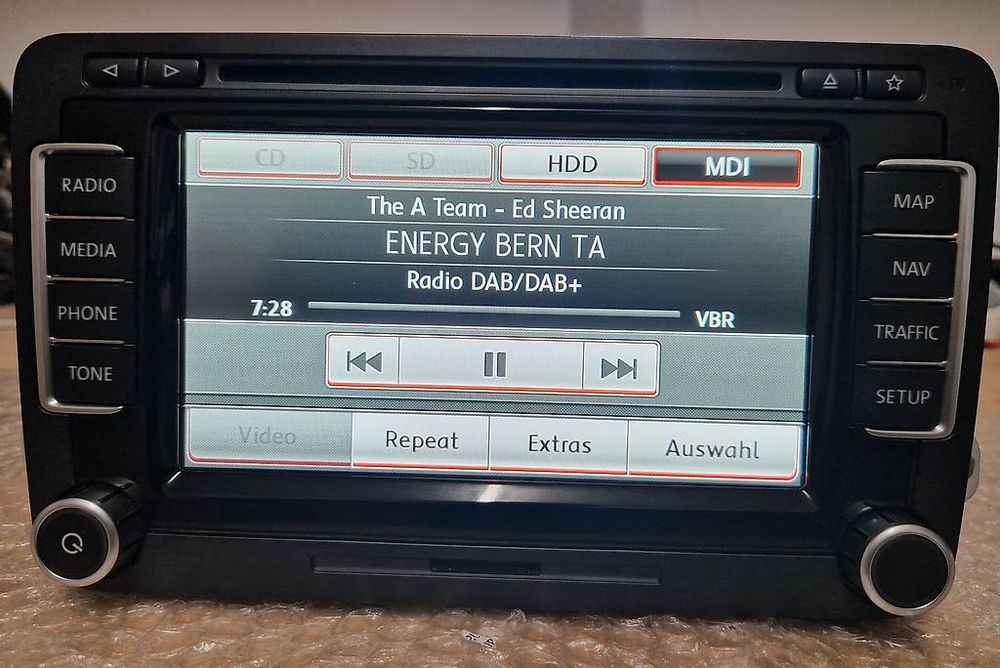 CD SD HDD MDI
The A Team - Ed Sheeran
ENERGY BERN TA
Radio DAB/DAB+
7:28 VBR
Video Repeat Extras Auswahl
RADIO
MEDIA
PHONE
TONE
MAP
NAV
TRAFFIC
SETUP